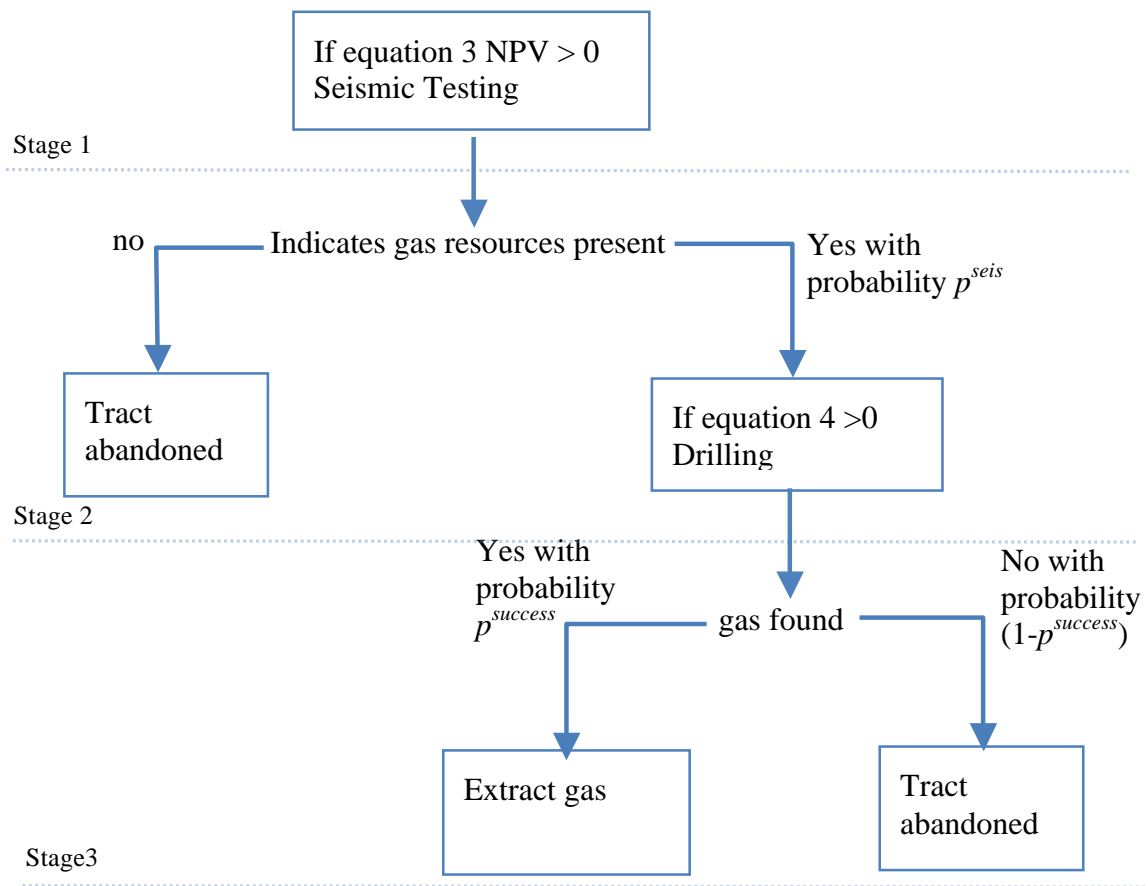 If equation 3 NPV > 0
Seismic Testing
Stage 1
no
Indicates gas resources present
Yes with
probability p^seis
Tract
abandoned
If equation 4 >0
Drilling
Stage 2
Yes with
probability
p^success
gas found
No with
probability
(1-p^success)
Extract gas
Tract
abandoned
Stage3